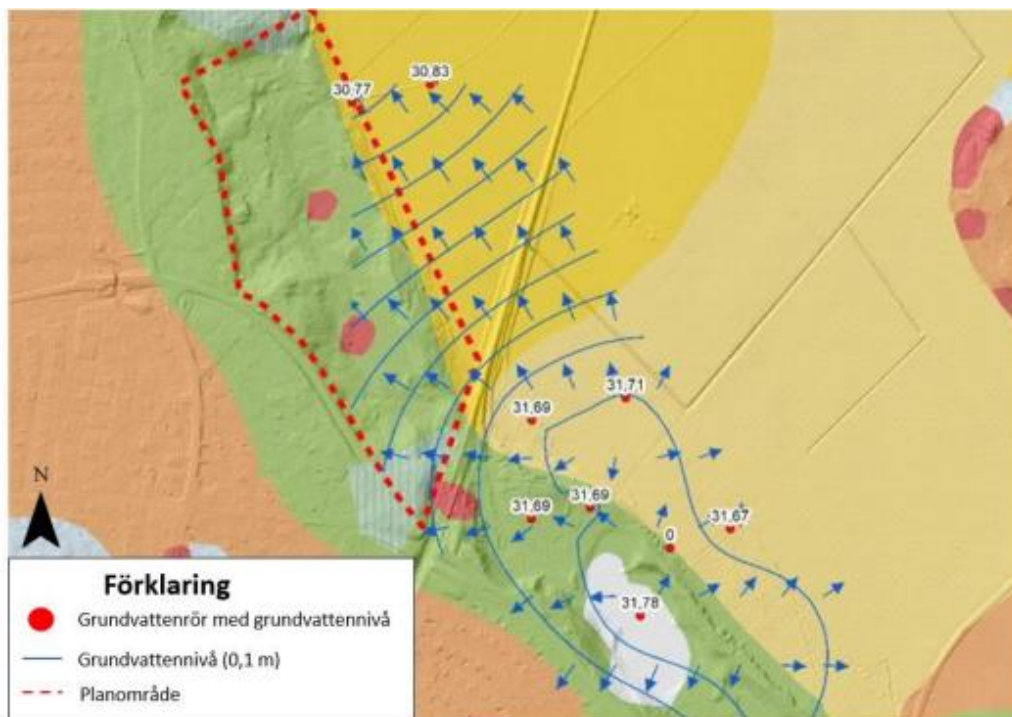 30,83
30,77
31,71
31,69
31,69
31,69
31,67
0
31,78
N
Förklaring
Grundvattenrör med grundvattennivå
Grundvattennivå (0,1 m)
Planområde